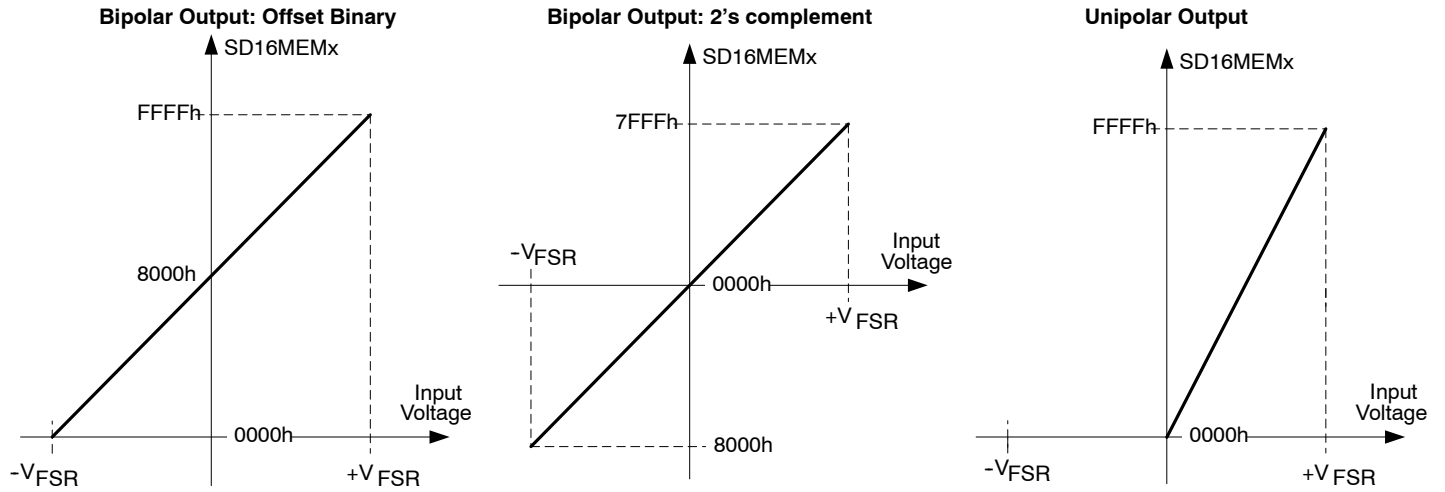 Bipolar Output: Offset Binary
SD16MEMx
FFFFh
8000h
Input
Voltage
0000h
-VFSR
+VFSR
Bipolar Output: 2's complement
SD16MEMx
7FFFh
-VFSR
Input
Voltage
0000h
+VFSR
8000h
Unipolar Output
SD16MEMx
FFFFh
Input
Voltage
0000h
-VFSR
+VFSR